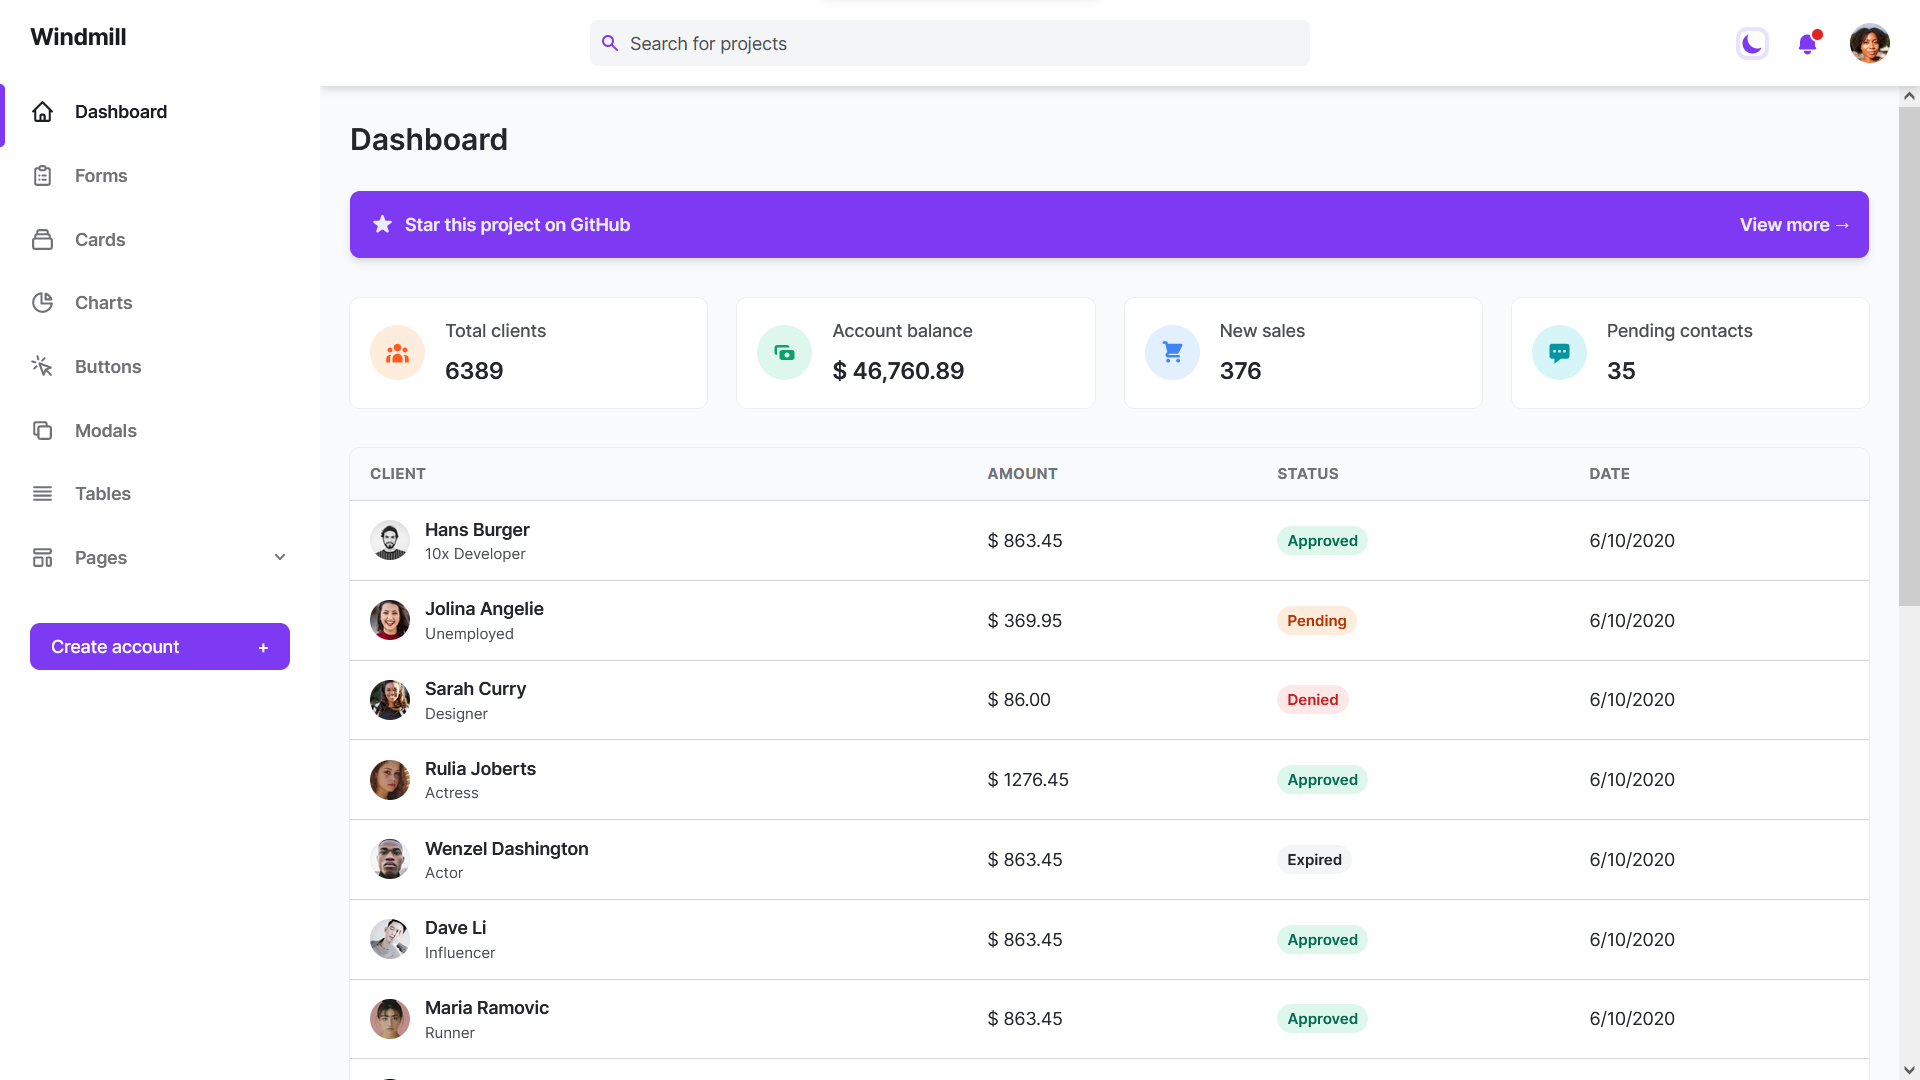 Windmill
Search for projects
Dashboard
Forms
Cards
Charts
Buttons
Modals
Tables
Pages
Create account +
Dashboard
Star this project on GitHub View more →
Total clients
6389
Account balance
$ 46,760.89
New sales
376
Pending contacts
35
CLIENT AMOUNT STATUS DATE
Hans Burger
10x Developer
$ 863.45 Approved 6/10/2020
Jolina Angelie
Unemployed
$ 369.95 Pending 6/10/2020
Sarah Curry
Designer
$ 86.00 Denied 6/10/2020
Rulia Joberts
Actress
$ 1276.45 Approved 6/10/2020
Wenzel Dashington
Actor
$ 863.45 Expired 6/10/2020
Dave Li
Influencer
$ 863.45 Approved 6/10/2020
Maria Ramovic
Runner
$ 863.45 Approved 6/10/2020